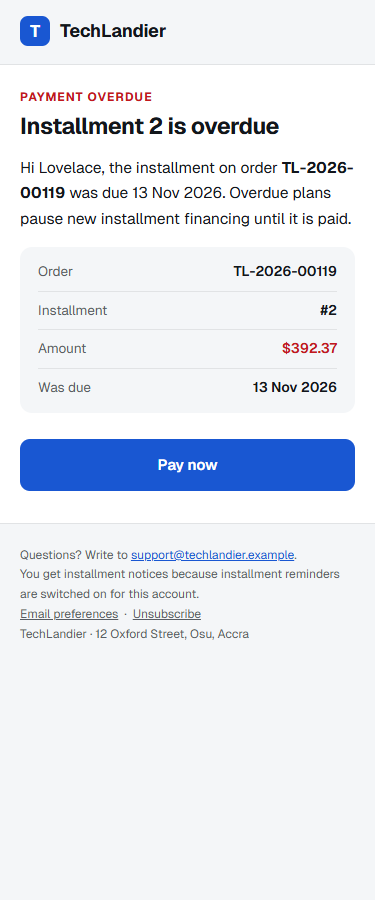 T TechLandier
PAYMENT OVERDUE
Installment 2 is overdue
Hi Lovelace, the installment on order TL-2026-
00119 was due 13 Nov 2026. Overdue plans
pause new installment financing until it is paid.
Order TL-2026-00119
Installment #2
Amount $392.37
Was due 13 Nov 2026
Pay now
Questions? Write to support@techlandier.example.
You get installment notices because installment reminders
are switched on for this account.
Email preferences · Unsubscribe
TechLandier · 12 Oxford Street, Osu, Accra